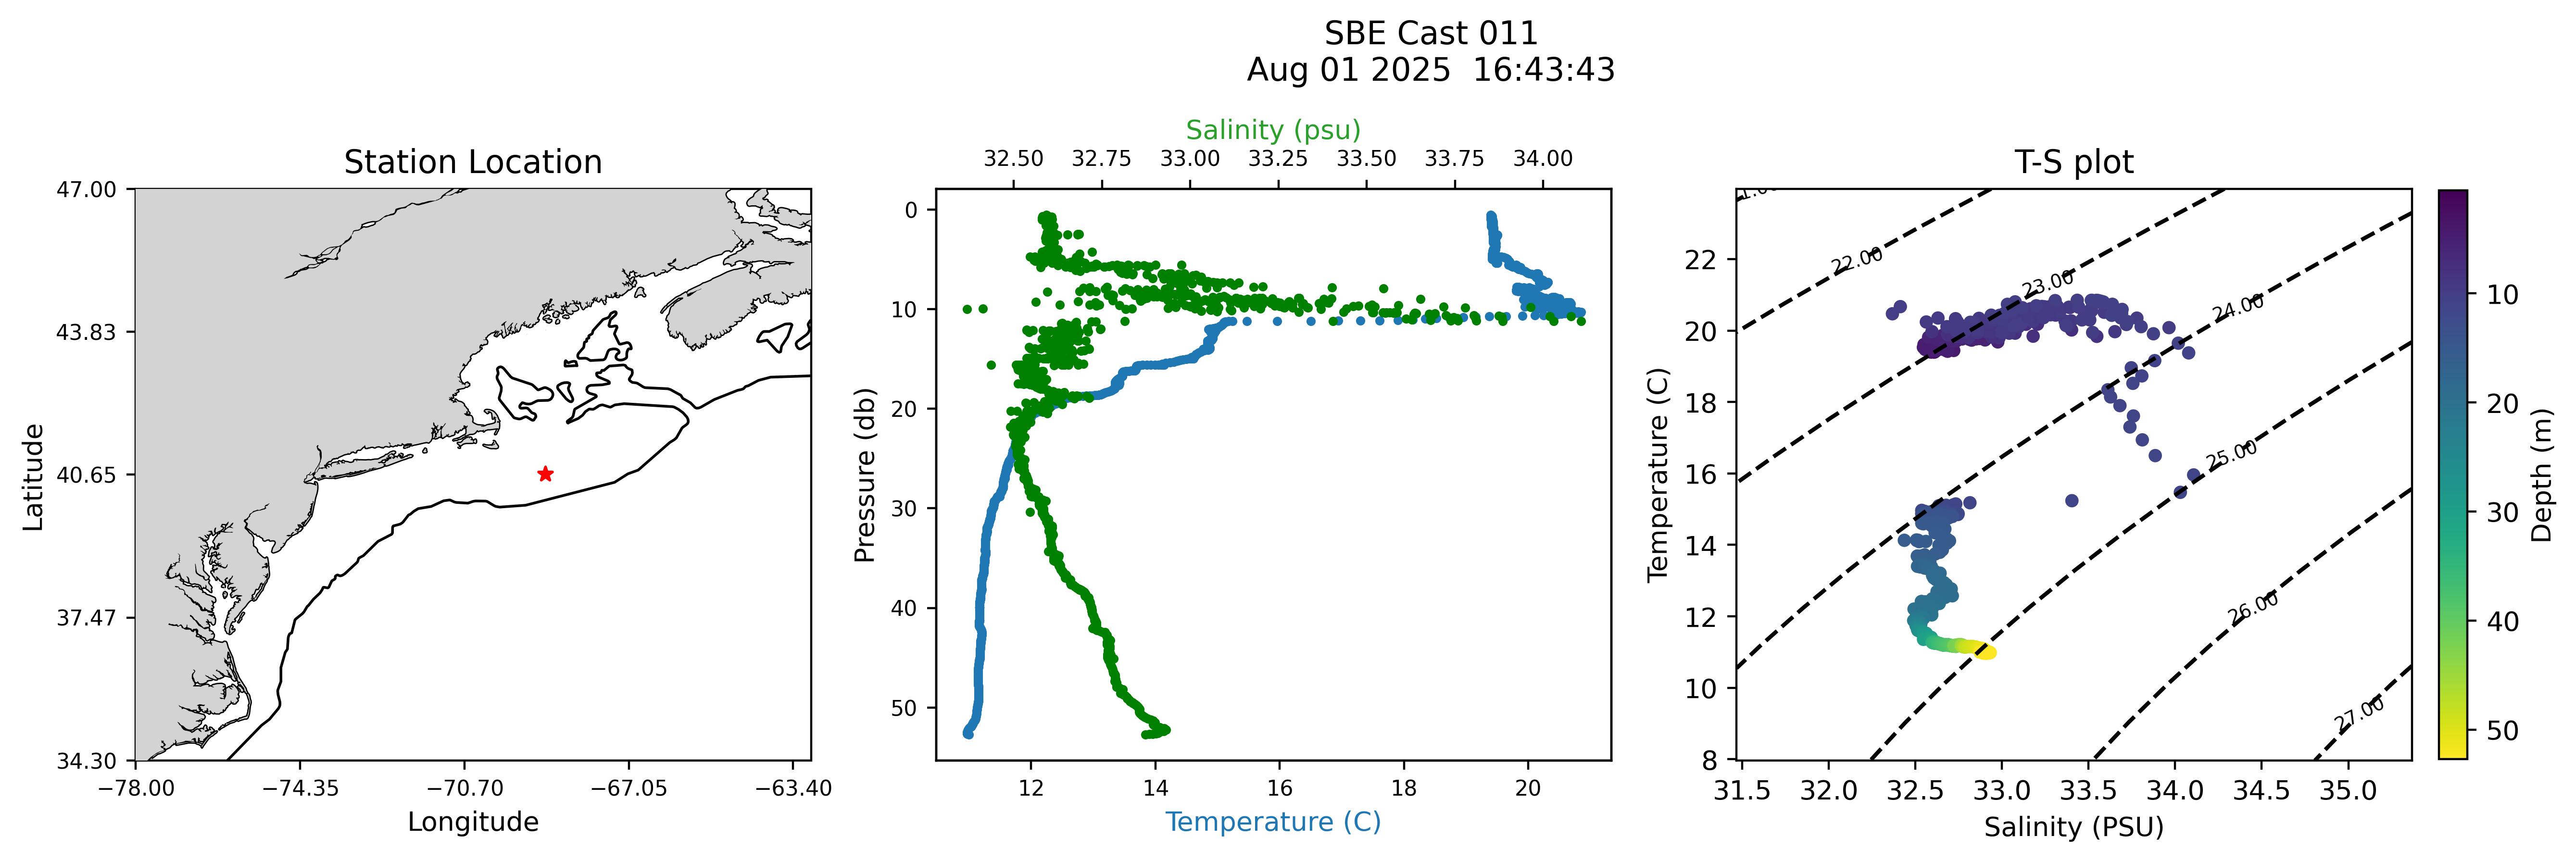 SBE Cast 011
Aug 01 2025  16:43:43
Station Location
47.00
43.83
40.65
37.47
34.30
Latitude
−78.00 −74.35 −70.70 −67.05 −63.40
Longitude
Salinity (psu)
32.50 32.75 33.00 33.25 33.50 33.75 34.00
0
10
20
30
40
50
Pressure (db)
12 14 16 18 20
Temperature (C)
T-S plot
22.00
23.00
24.00
25.00
26.00
27.00
22
20
18
16
14
12
10
8
Temperature (C)
31.5 32.0 32.5 33.0 33.5 34.0 34.5 35.0
Salinity (PSU)
10
20
30
40
50
Depth (m)